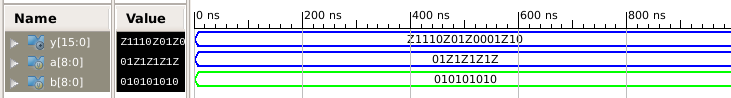 Name Value 0 ns 200 ns 400 ns 600 ns 800 ns
y[15:0] Z1110Z01Z0 Z1110Z01Z0001Z10
a[8:0] 01Z1Z1Z1Z 01Z1Z1Z1Z
b[8:0] 010101010 010101010